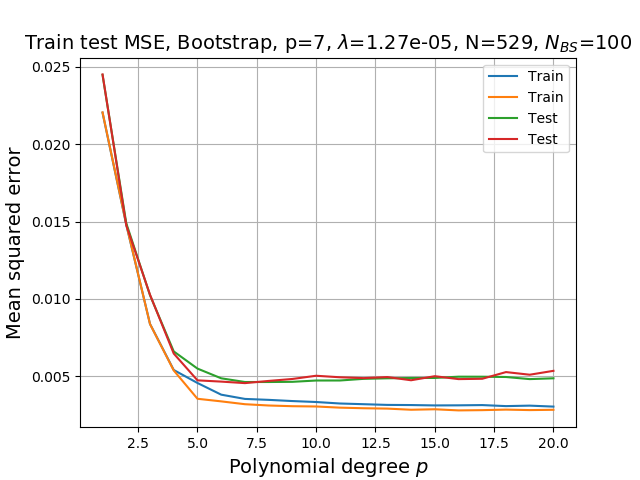 Train test MSE, Bootstrap, p=7, λ=1.27e-05, N=529, N_{BS}=100
Train
Train
Test
Test
Mean squared error
0.025
0.020
0.015
0.010
0.005
2.5 5.0 7.5 10.0 12.5 15.0 17.5 20.0
Polynomial degree p